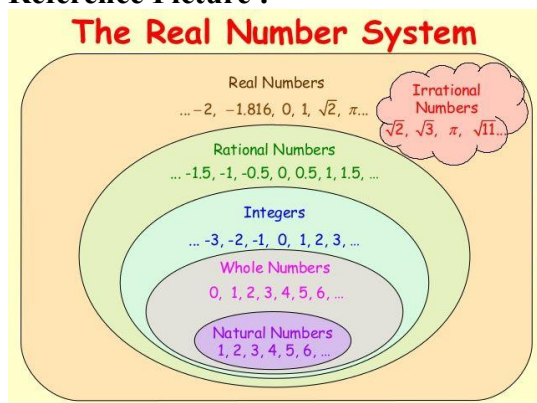 Reference Picture :
The Real Number System
Real Numbers
... −2, −1.816, 0, 1, √2, π...
Irrational
Numbers
√2, √3, π, √11...
Rational Numbers
... -1.5, -1, -0.5, 0, 0.5, 1, 1.5, ...
Integers
... -3, -2, -1, 0, 1, 2, 3, ...
Whole Numbers
0, 1, 2, 3, 4, 5, 6, ...
Natural Numbers
1, 2, 3, 4, 5, 6, ...